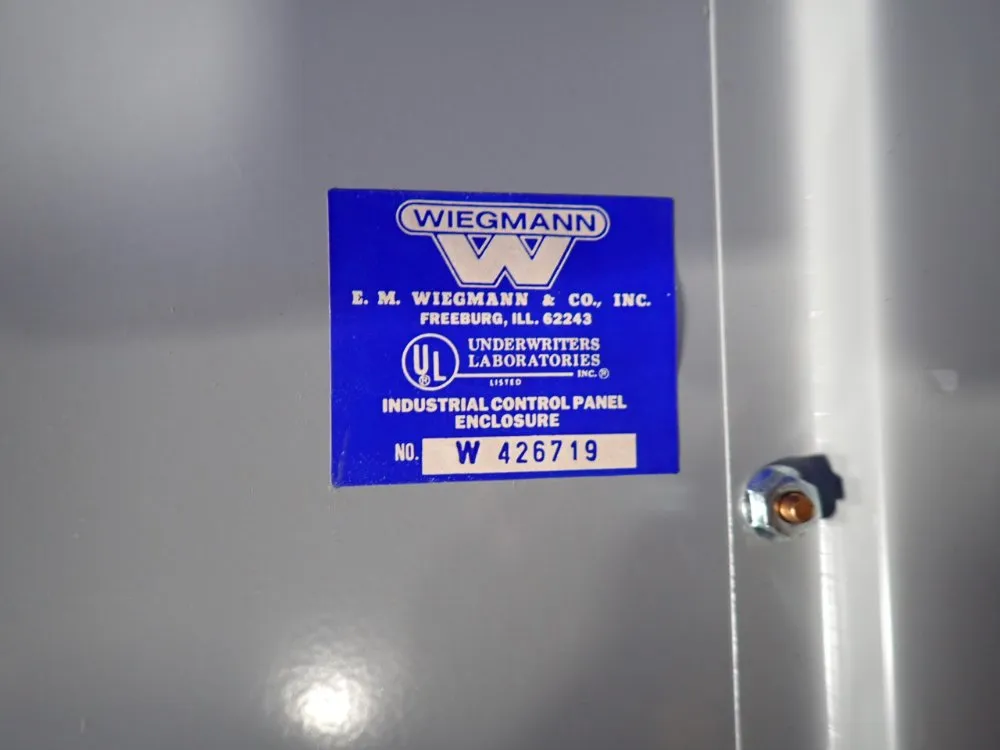 WIEGMANN
W
E. M. WIEGMANN & CO., INC.
FREEBURG, ILL. 62243
UL®
UNDERWRITERS
LABORATORIES
INC.®
LISTED
INDUSTRIAL CONTROL PANEL
ENCLOSURE
NO. W 426719